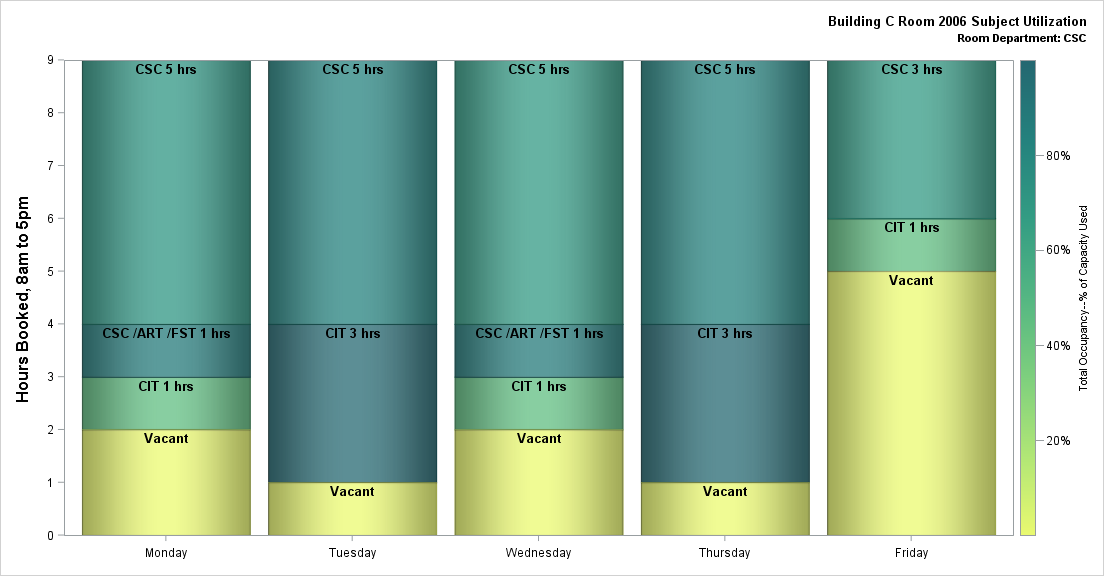 Building C Room 2006 Subject Utilization
Room Department: CSC
Hours Booked, 8am to 5pm
9
8
7
6
5
4
3
2
1
0
CSC 5 hrs
CSC /ART /FST 1 hrs
CIT 1 hrs
Vacant
CSC 5 hrs
CIT 3 hrs
Vacant
CSC 5 hrs
CSC /ART /FST 1 hrs
CIT 1 hrs
Vacant
CSC 5 hrs
CIT 3 hrs
Vacant
CSC 3 hrs
CIT 1 hrs
Vacant
Monday
Tuesday
Wednesday
Thursday
Friday
80%
60%
40%
20%
Total Occupancy--% of Capacity Used